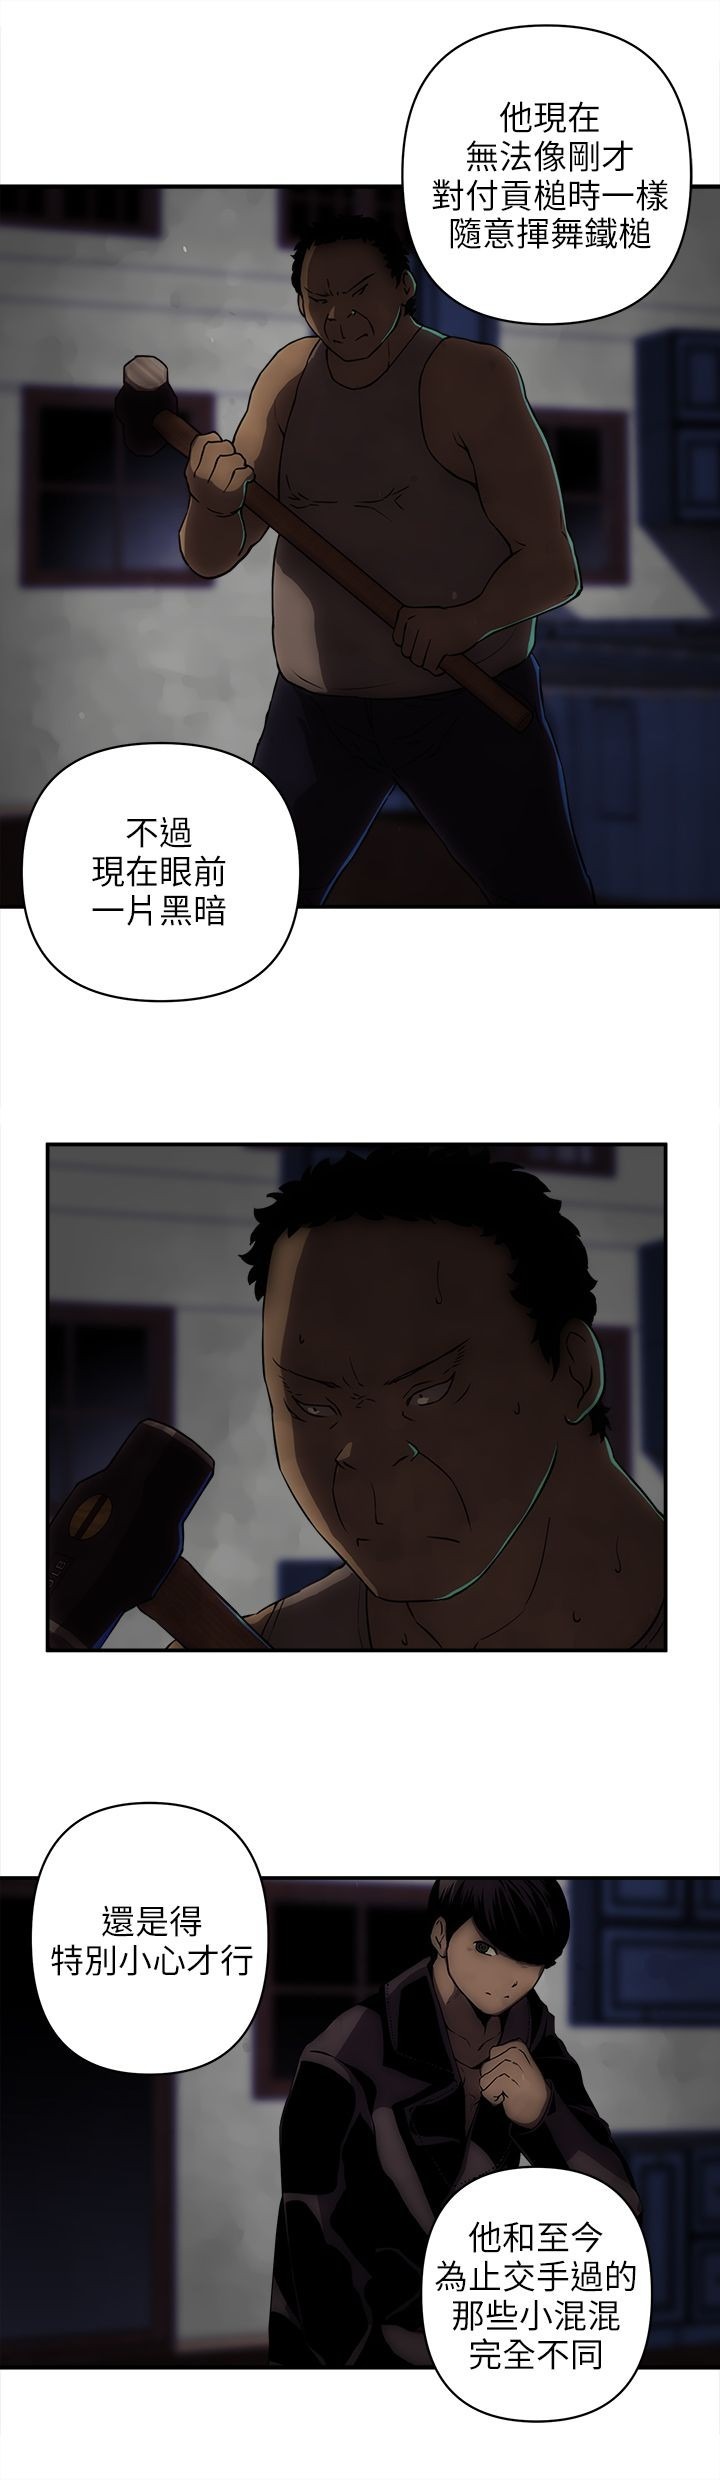 他現在
無法像剛才
對付貢槌時一樣
隨意揮舞鐵槌
不過
現在眼前
一片黑暗
還是得
特別小心才行
他和至今
為止交手過的
那些小混混
完全不同